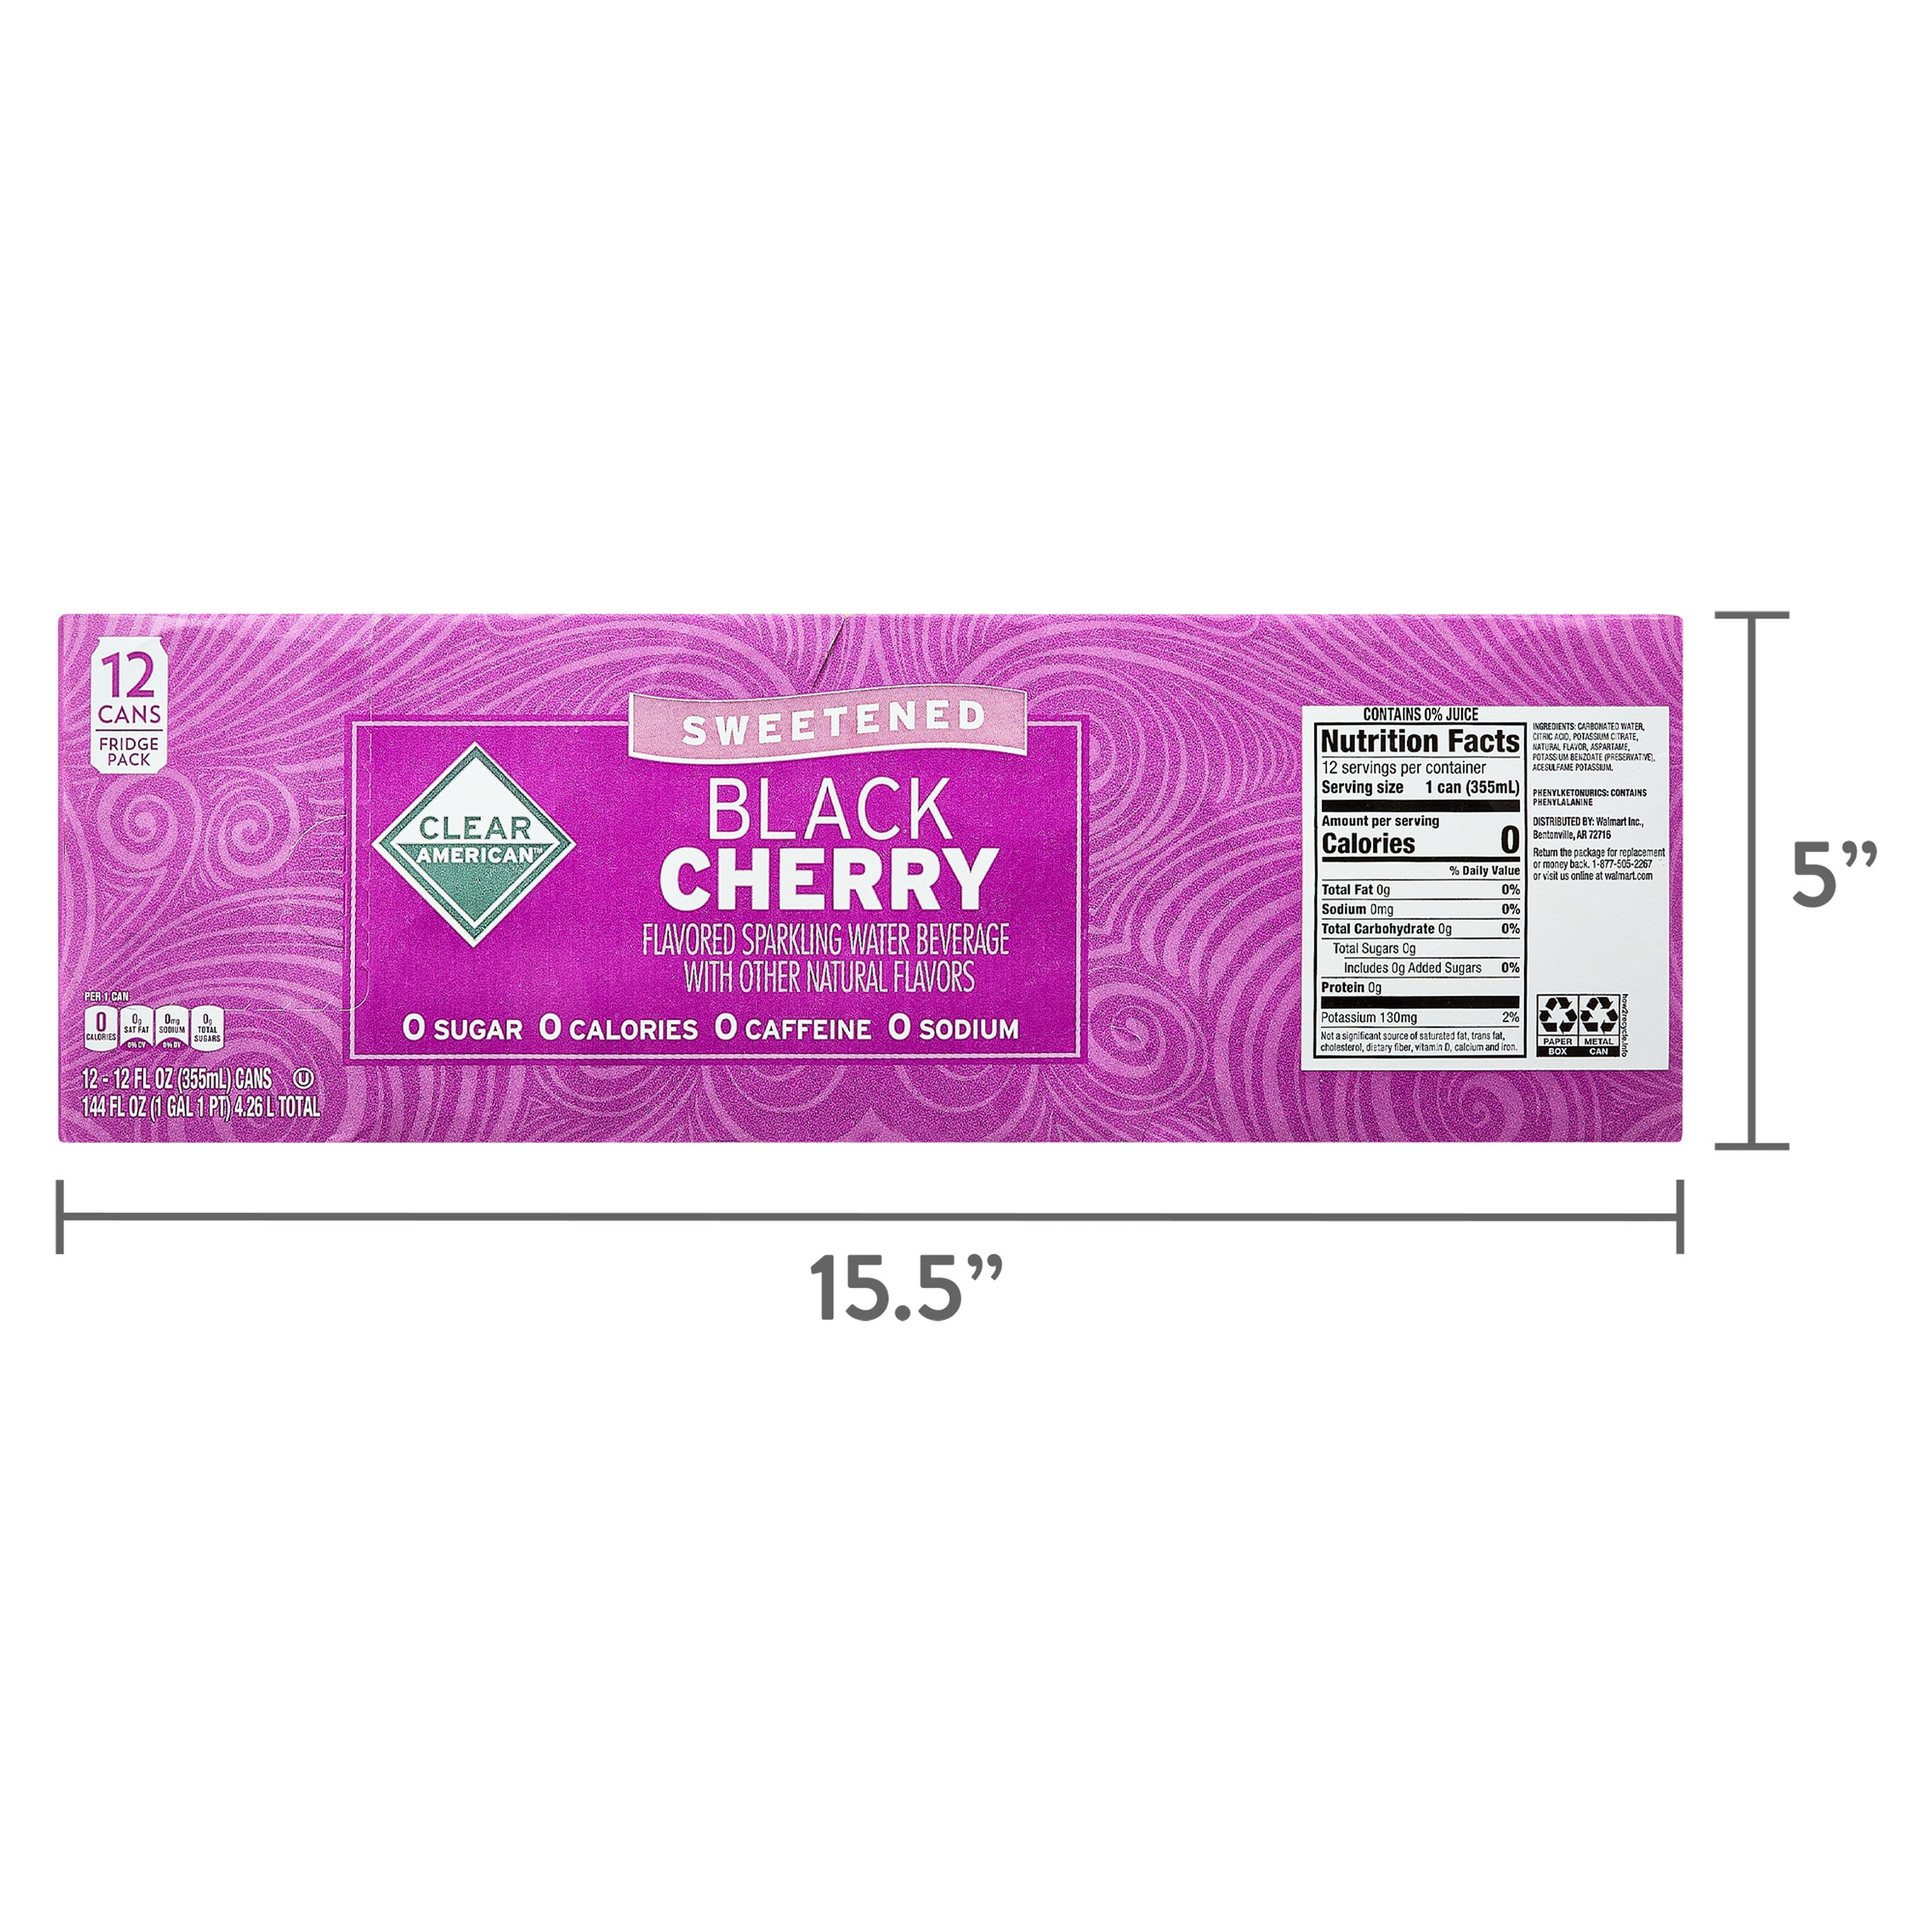 12
CANS
FRIDGE
PACK
SWEETENED
CLEAR
AMERICAN™
BLACK
CHERRY
FLAVORED SPARKLING WATER BEVERAGE
WITH OTHER NATURAL FLAVORS
0 SUGAR 0 CALORIES 0 CAFFEINE 0 SODIUM
PER 1 CAN
0 CALORIES
0g SAT FAT 0% DV
0mg SODIUM 0% DV
0g TOTAL SUGARS
12 - 12 FL OZ (355mL) CANS U
144 FL OZ (1 GAL 1 PT) 4.26 L TOTAL
CONTAINS 0% JUICE
Nutrition Facts
12 servings per container
Serving size 1 can (355mL)
Amount per serving
Calories 0
% Daily Value
Total Fat 0g 0%
Sodium 0mg 0%
Total Carbohydrate 0g 0%
Total Sugars 0g
Includes 0g Added Sugars 0%
Protein 0g
Potassium 130mg 2%
Not a significant source of saturated fat, trans fat,
cholesterol, dietary fiber, vitamin D, calcium and iron.
INGREDIENTS: CARBONATED WATER,
CITRIC ACID, POTASSIUM CITRATE,
NATURAL FLAVOR, ASPARTAME,
POTASSIUM BENZOATE (PRESERVATIVE),
ACESULFAME POTASSIUM.
PHENYLKETONURICS: CONTAINS
PHENYLALANINE
DISTRIBUTED BY: Walmart Inc.,
Bentonville, AR 72716
Return the package for replacement
or money back. 1-877-505-2267
or visit us online at walmart.com
PAPER METAL
BOX CAN
how2recycle.info
5”
15.5”